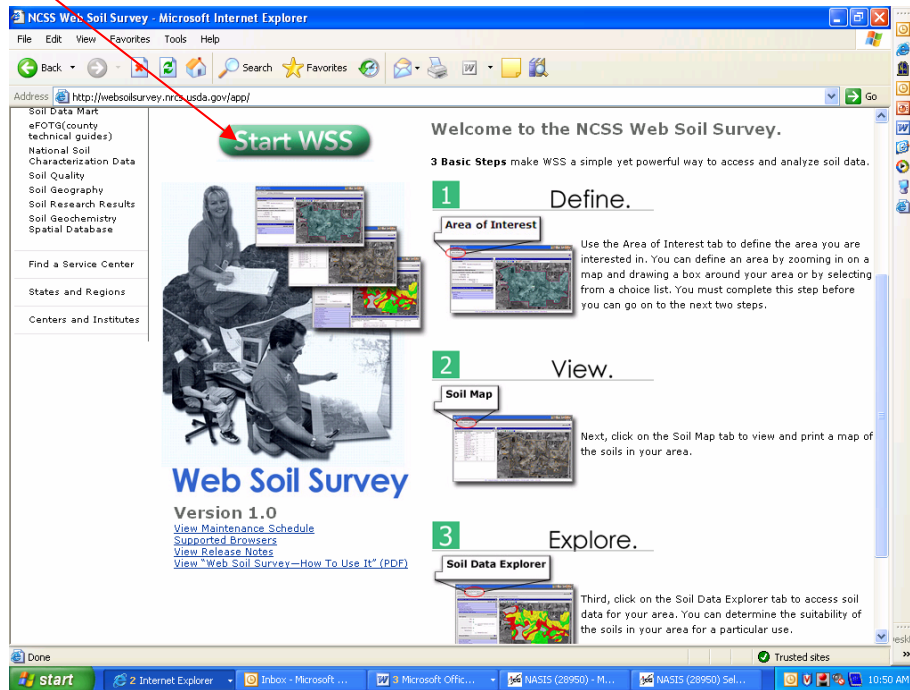 NCSS Web Soil Survey - Microsoft Internet Explorer
File Edit View Favorites Tools Help
Back Search Favorites
Address http://websoilsurvey.nrcs.usda.gov/app/ Go
Soil Data Mart
eFOTG(county
technical guides)
National Soil
Characterization Data
Soil Quality
Soil Geography
Soil Research Results
Soil Geochemistry
Spatial Database
Find a Service Center
States and Regions
Centers and Institutes
Start WSS
Web Soil Survey
Version 1.0
View Maintenance Schedule
Supported Browsers
View Release Notes
View "Web Soil Survey—How To Use It" (PDF)
Welcome to the NCSS Web Soil Survey.
3 Basic Steps make WSS a simple yet powerful way to access and analyze soil data.
1 Define.
Area of Interest
Use the Area of Interest tab to define the area you are
interested in. You can define an area by zooming in on a
map and drawing a box around your area or by selecting
from a choice list. You must complete this step before
you can go on to the next two steps.
2 View.
Soil Map
Next, click on the Soil Map tab to view and print a map of
the soils in your area.
3 Explore.
Soil Data Explorer
Third, click on the Soil Data Explorer tab to access soil
data for your area. You can determine the suitability of
the soils in your area for a particular use.
Done Trusted sites
start 2 Internet Explorer Inbox - Microsoft ... 3 Microsoft Offic... NASIS (28950) - M... NASIS (28950) Sel... 10:50 AM